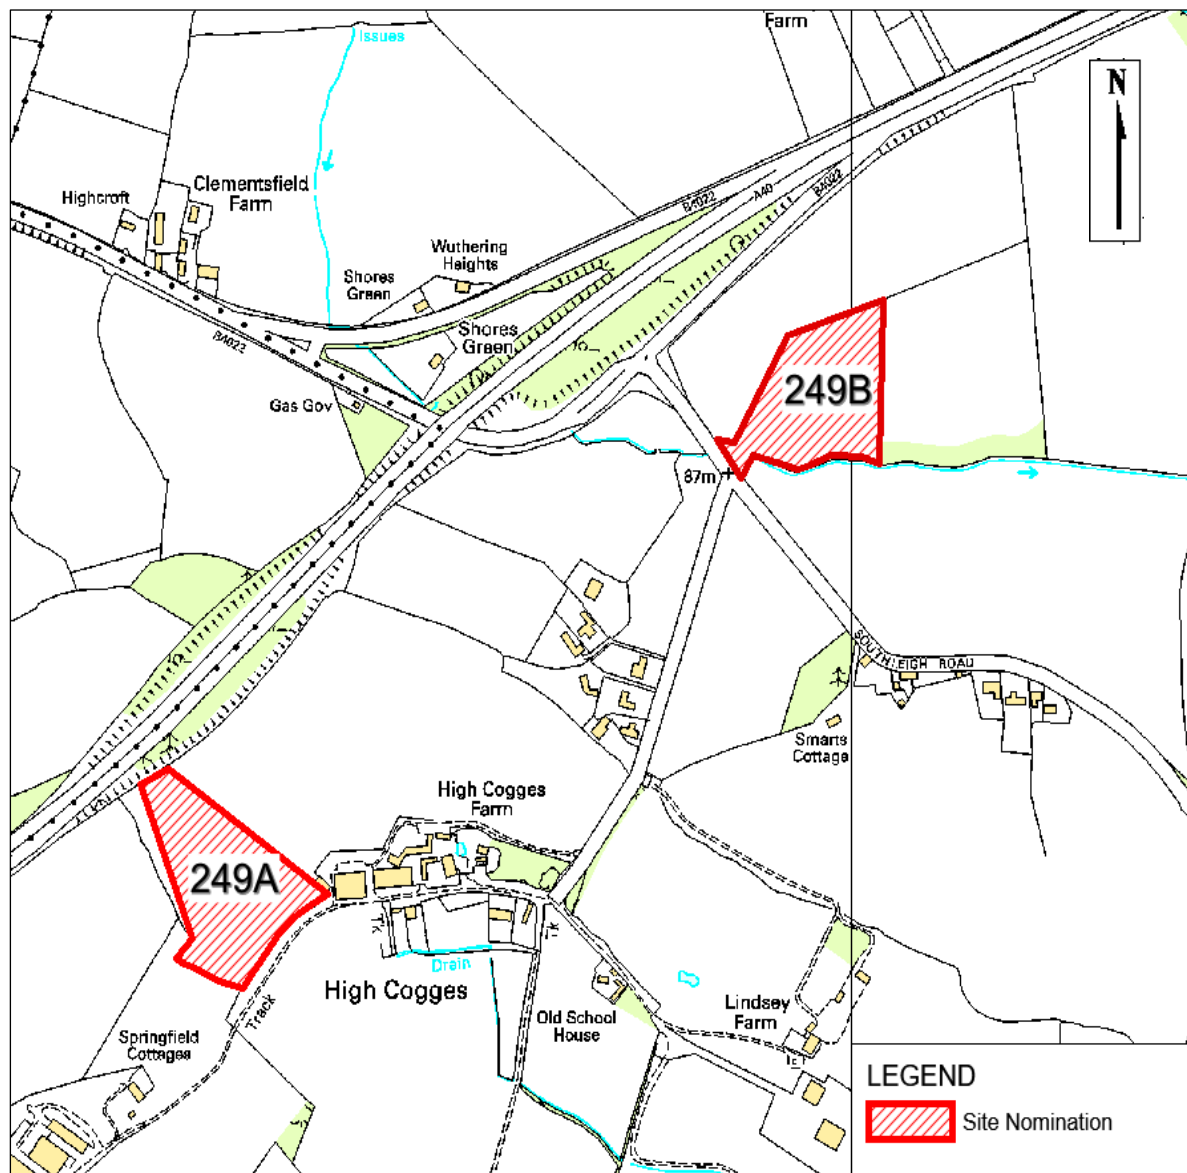 Farm
Issues
N
Highcroft
Clementsfield
Farm
B4022
A40
B4022
Wuthering
Heights
Shores
Green
Shores
Green
B4022
Gas Gov
249B
87m
SOUTHLEIGH ROAD
Smarts
Cottage
High Cogges
Farm
249A
Tk
Drain
High Cogges
Track
Old School
House
Lindsey
Farm
Springfield
Cottages
LEGEND
Site Nomination